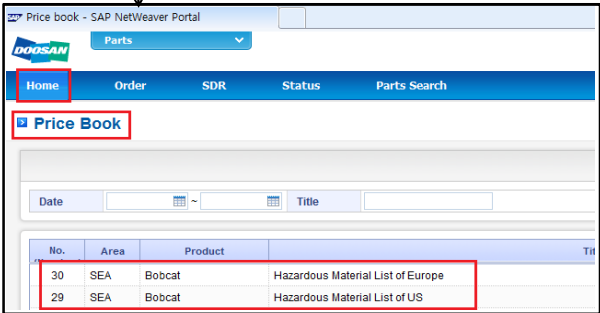 SAP Price book - SAP NetWeaver Portal
DOOSAN Parts
Home Order SDR Status Parts Search
Price Book
Date ~ Title
No. Area Product
30 SEA Bobcat Hazardous Material List of Europe
29 SEA Bobcat Hazardous Material List of US